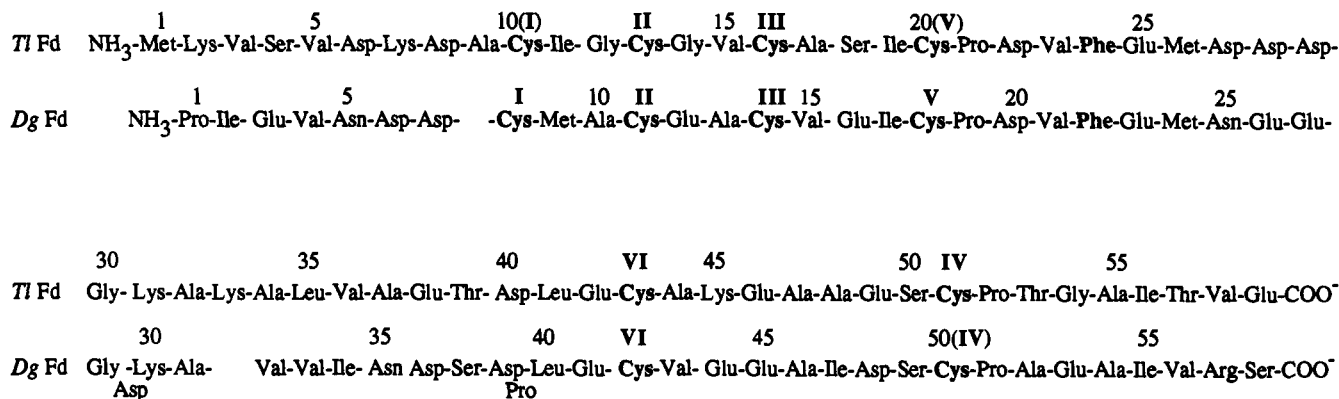 1 5 10(I) II 15 III 20(V) 25
Tl Fd NH3-Met-Lys-Val-Ser-Val-Asp-Lys-Asp-Ala-Cys-Ile- Gly-Cys-Gly-Val-Cys-Ala- Ser- Ile-Cys-Pro-Asp-Val-Phe-Glu-Met-Asp-Asp-Asp-
1 5 I 10 II III 15 V 20 25
Dg Fd NH3-Pro-Ile- Glu-Val-Asn-Asp-Asp- -Cys-Met-Ala-Cys-Glu-Ala-Cys-Val- Glu-Ile-Cys-Pro-Asp-Val-Phe-Glu-Met-Asn-Glu-Glu-
30 35 40 VI 45 50 IV 55
Tl Fd Gly- Lys-Ala-Lys-Ala-Leu-Val-Ala-Glu-Thr- Asp-Leu-Glu-Cys-Ala-Lys-Glu-Ala-Ala-Glu-Ser-Cys-Pro-Thr-Gly-Ala-Ile-Thr-Val-Glu-COO-
30 35 40 VI 45 50(IV) 55
Dg Fd Gly -Lys-Ala- Val-Val-Ile- Asn Asp-Ser-Asp-Leu-Glu- Cys-Val- Glu-Glu-Ala-Ile-Asp-Ser-Cys-Pro-Ala-Glu-Ala-Ile-Val-Arg-Ser-COO-
Asp Pro